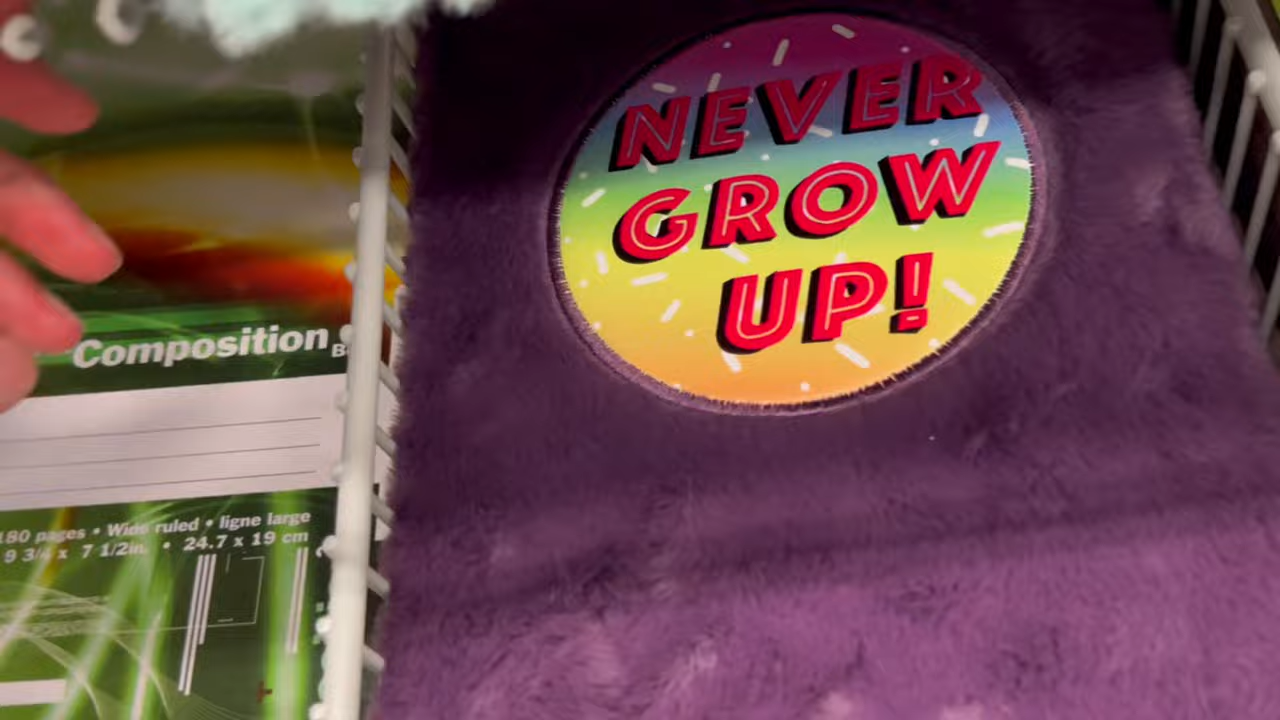 NEVER
GROW
UP!
Composition
180 pages • Wide ruled • ligne large
9 3/4 x 7 1/2in. • 24.7 x 19 cm